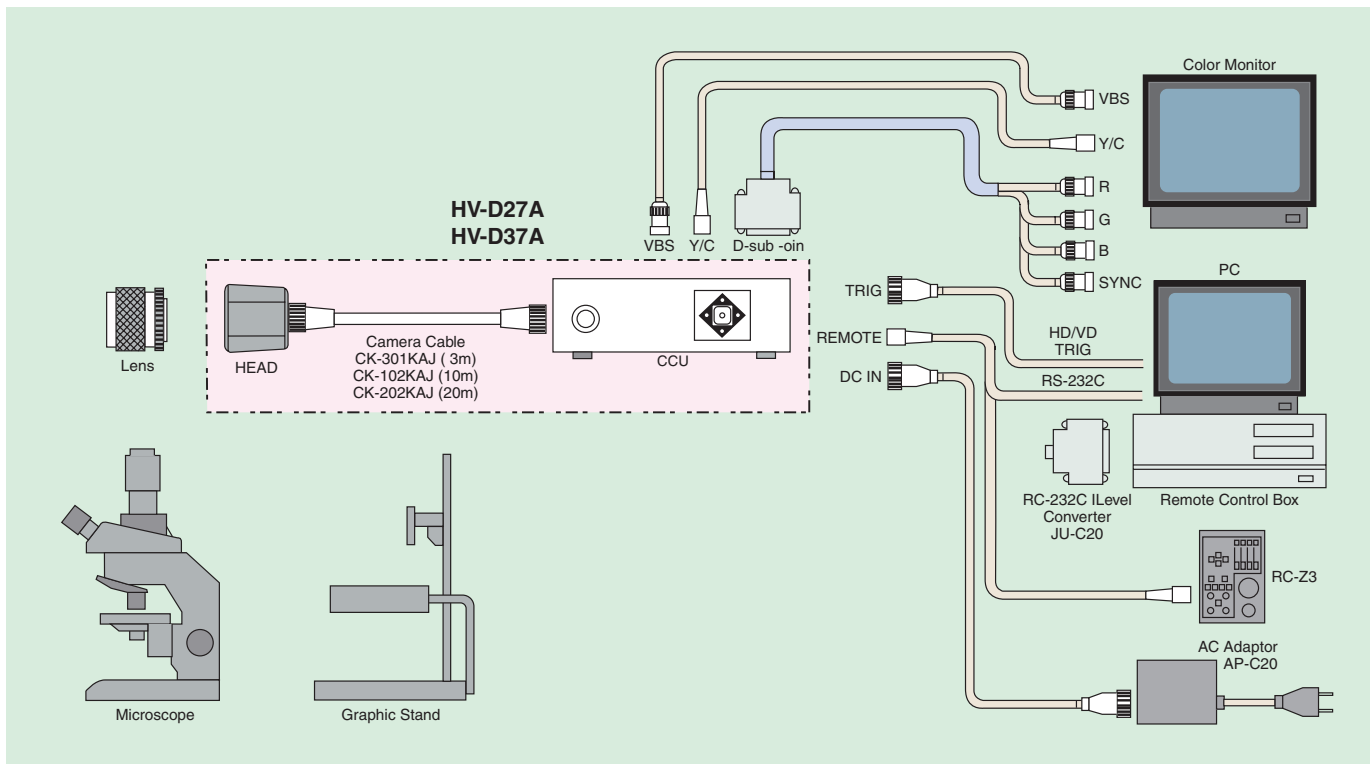 Color Monitor
VBS
Y/C
R
G
B
SYNC
HV-D27A
HV-D37A
VBS
Y/C
D-sub -oin
PC
TRIG
REMOTE
DC IN
HD/VD
TRIG
RS-232C
Lens
HEAD
Camera Cable
CK-301KAJ ( 3m)
CK-102KAJ (10m)
CK-202KAJ (20m)
CCU
RC-232C ILevel
Converter
JU-C20
Remote Control Box
RC-Z3
AC Adaptor
AP-C20
Microscope
Graphic Stand